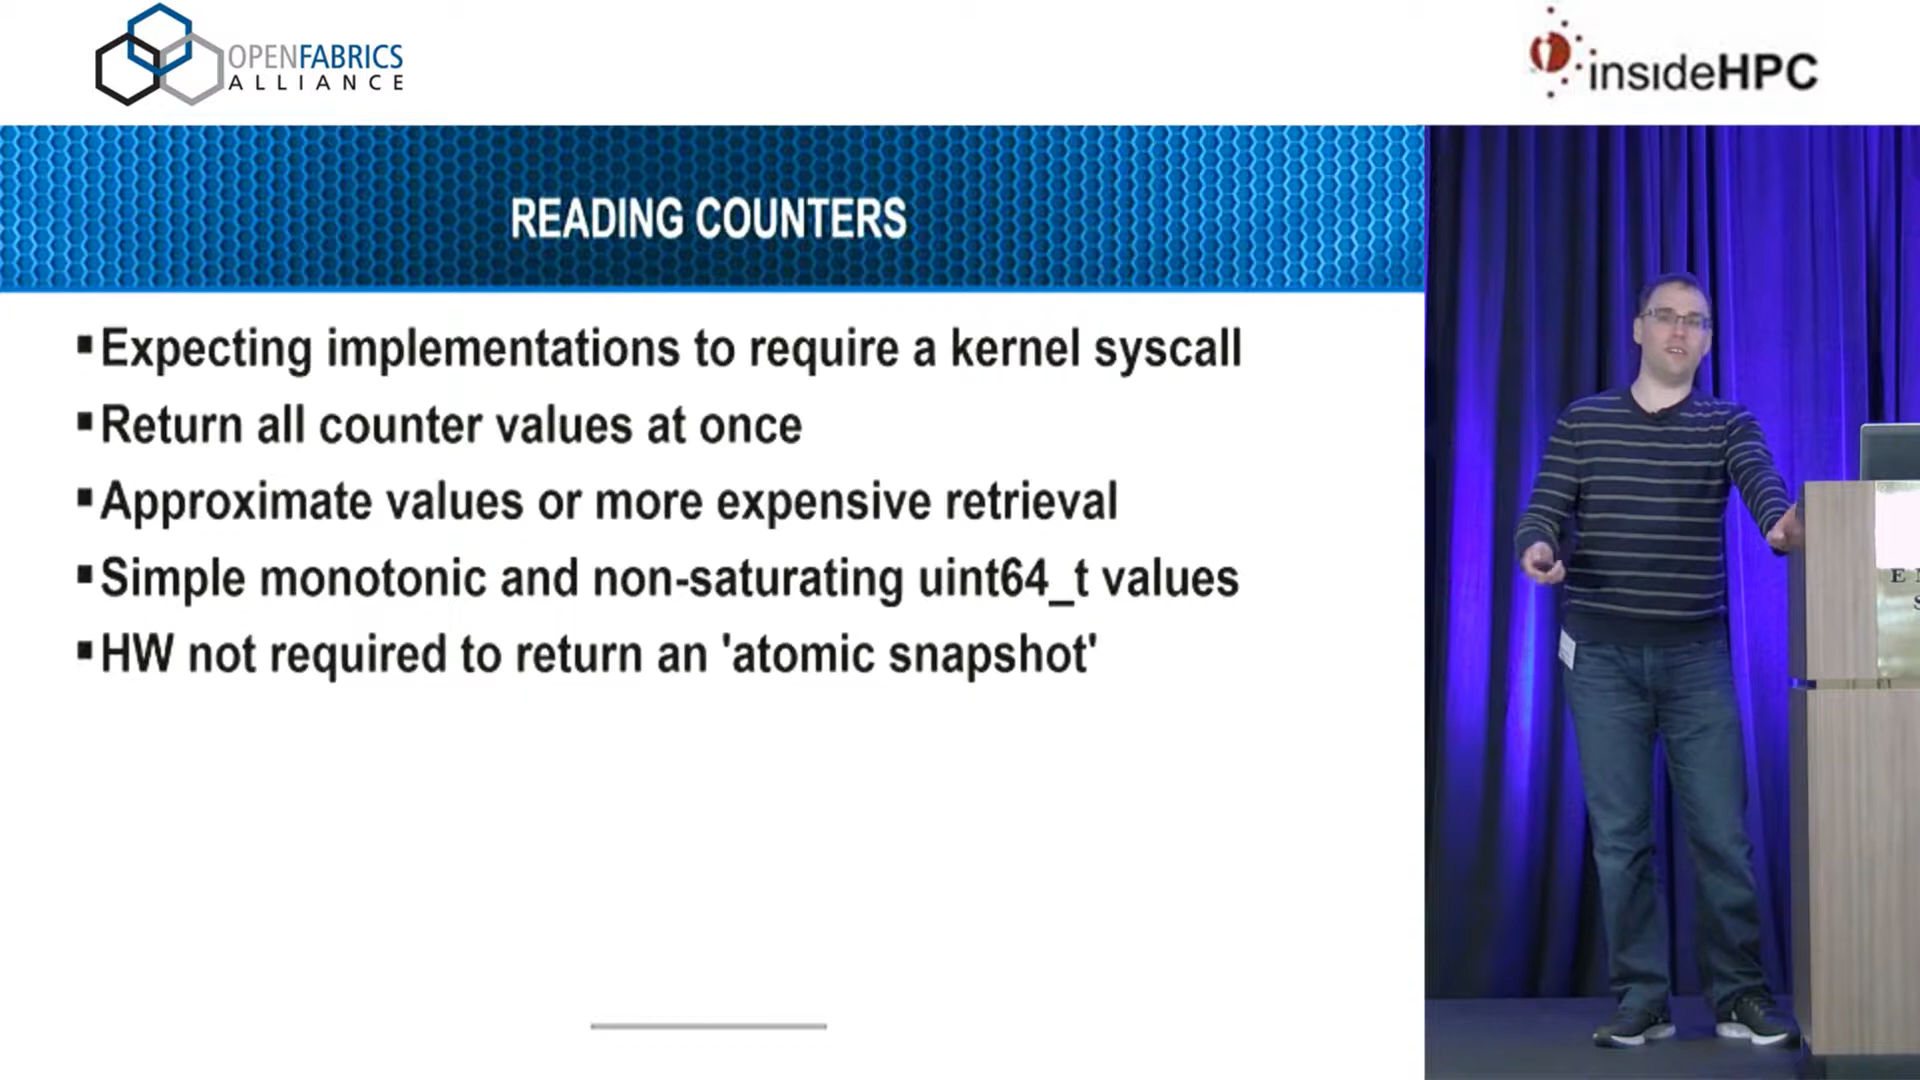 OPENFABRICS
ALLIANCE
insideHPC
READING COUNTERS
▪Expecting implementations to require a kernel syscall
▪Return all counter values at once
▪Approximate values or more expensive retrieval
▪Simple monotonic and non-saturating uint64_t values
▪HW not required to return an 'atomic snapshot'